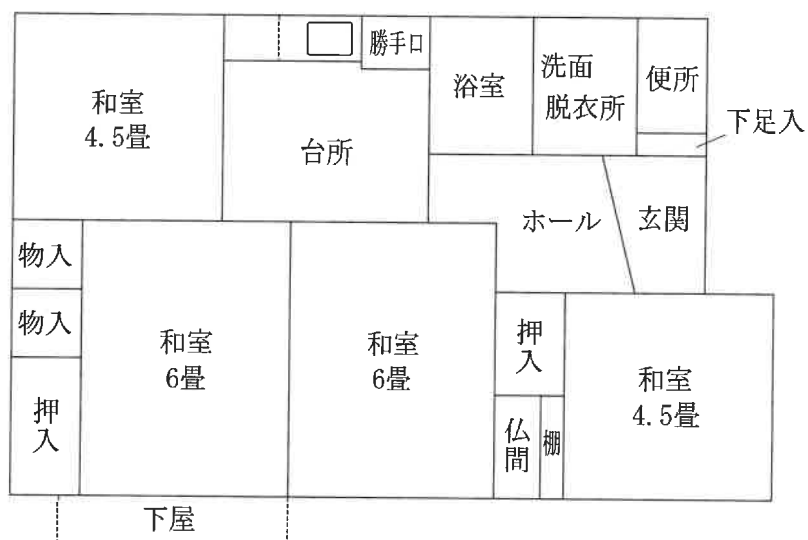 勝手口
和室
4.5畳
浴室
洗面
脱衣所
便所
下足入
台所
ホール
玄関
物入
物入
和室
6畳
和室
6畳
押入
和室
4.5畳
押入
仏間
棚
下屋